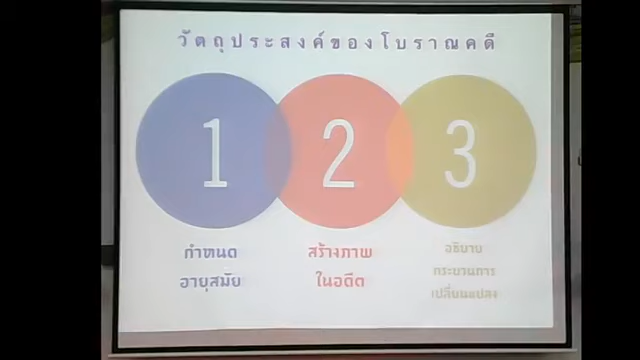 วัตถุประสงค์ของโบราณคดี
1 2 3
กำหนด
อายุสมัย
สร้างภาพ
ในอดีต
อธิบาย
กระบวนการ
เปลี่ยนแปลง